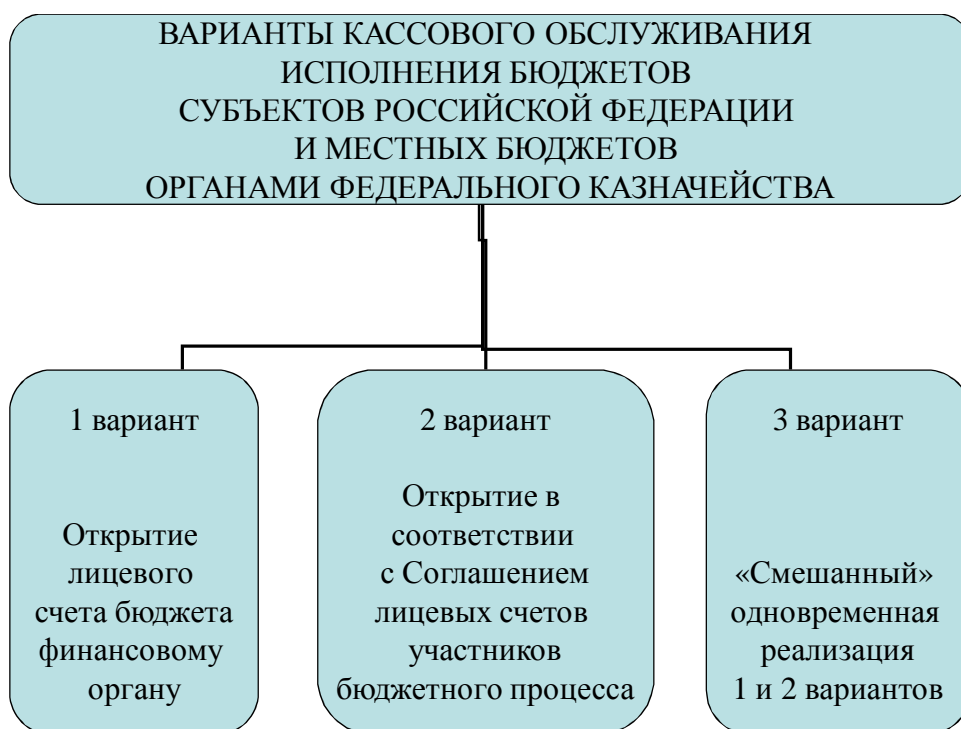 ВАРИАНТЫ КАССОВОГО ОБСЛУЖИВАНИЯ
ИСПОЛНЕНИЯ БЮДЖЕТОВ
СУБЪЕКТОВ РОССИЙСКОЙ ФЕДЕРАЦИИ
И МЕСТНЫХ БЮДЖЕТОВ
ОРГАНАМИ ФЕДЕРАЛЬНОГО КАЗНАЧЕЙСТВА
1 вариант
Открытие
лицевого
счета бюджета
финансовому
органу
2 вариант
Открытие в
соответствии
с Соглашением
лицевых счетов
участников
бюджетного процесса
3 вариант
«Смешанный»
одновременная
реализация
1 и 2 вариантов